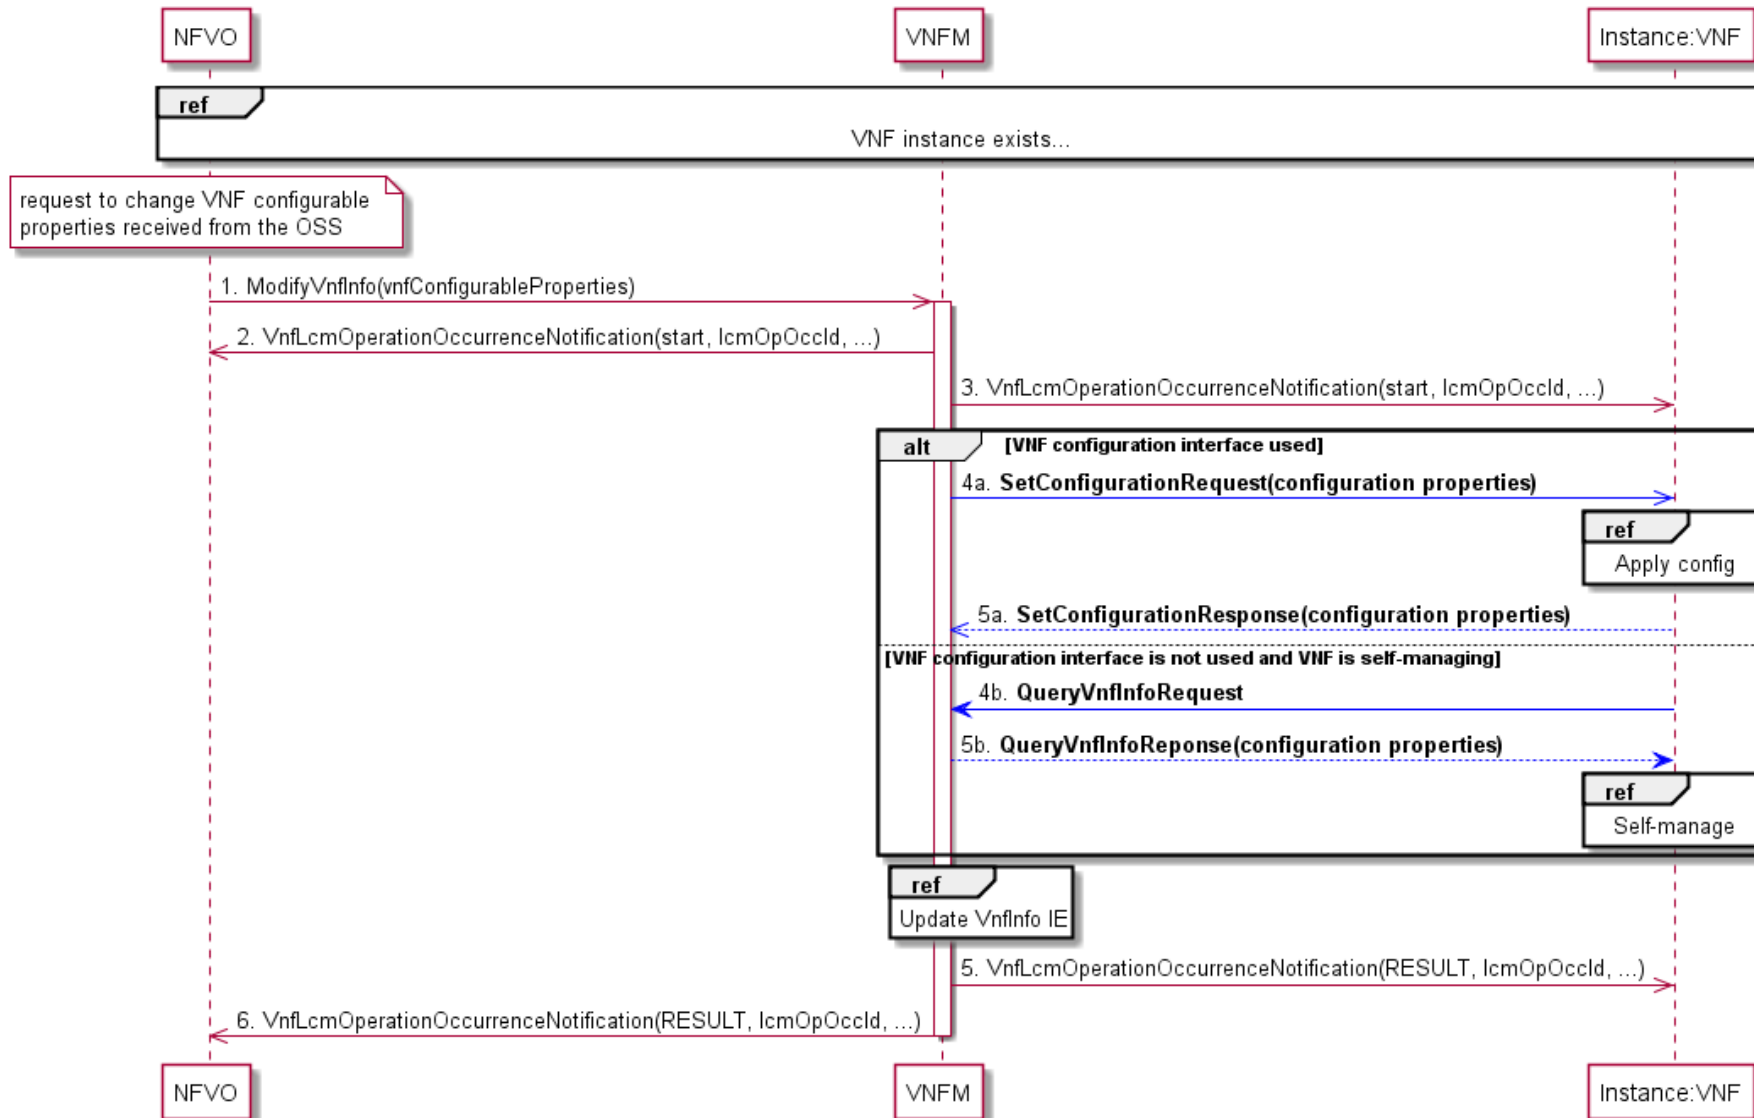 NFVO VNFM Instance:VNF
ref
VNF instance exists...
request to change VNF configurable
properties received from the OSS
1. ModifyVnfInfo(vnfConfigurableProperties)
2. VnfLcmOperationOccurrenceNotification(start, lcmOpOccId, ...)
3. VnfLcmOperationOccurrenceNotification(start, lcmOpOccId, ...)
alt [VNF configuration interface used]
4a. SetConfigurationRequest(configuration properties)
ref
Apply config
5a. SetConfigurationResponse(configuration properties)
[VNF configuration interface is not used and VNF is self-managing]
4b. QueryVnfInfoRequest
5b. QueryVnfInfoReponse(configuration properties)
ref
Self-manage
ref
Update VnfInfo IE
5. VnfLcmOperationOccurrenceNotification(RESULT, lcmOpOccId, ...)
6. VnfLcmOperationOccurrenceNotification(RESULT, lcmOpOccId, ...)
NFVO VNFM Instance:VNF